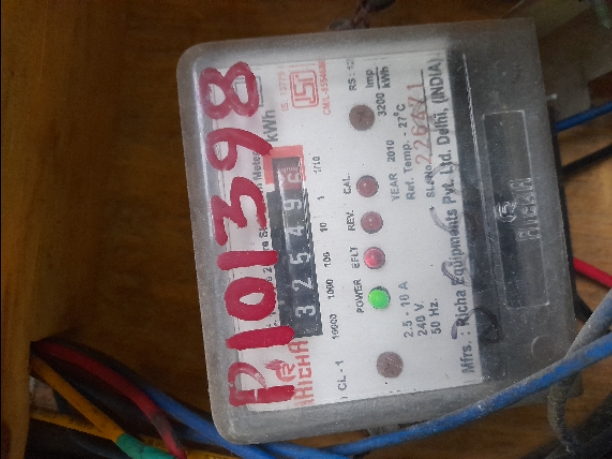 P101398
kWh
RICHA
CL - 1
3 2 5 4 9
10000 1000 100 10 1 1/10
POWER EFLT REV. CAL.
2.5 - 10 A
240 V.
50 Hz.
YEAR 2010
Ref. Temp. - 27°C
Sl. No. 226471
Imp
kWh
3200
Mfrs. : Richa Equipments Pvt. Ltd. Delhi, (INDIA)
RICHA